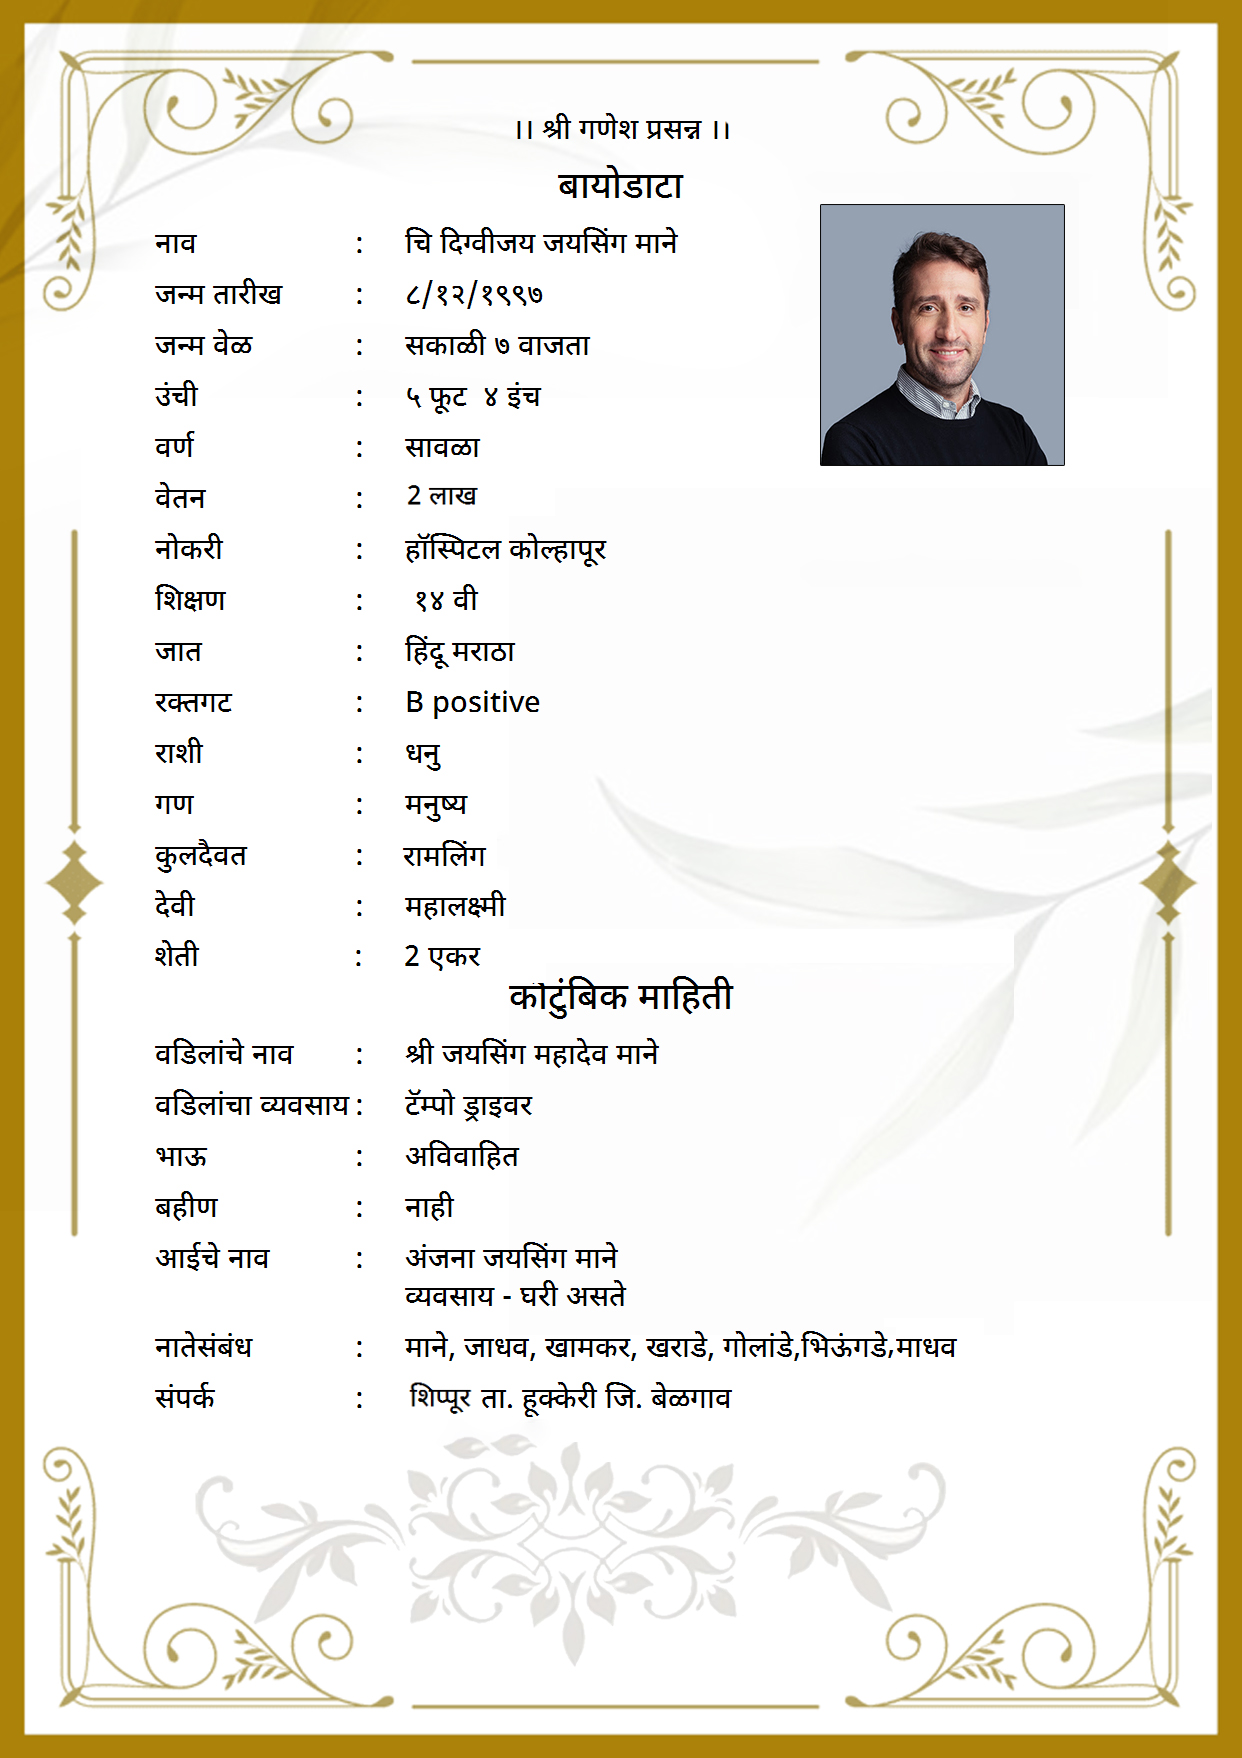 ।। श्री गणेश प्रसन्न ।।
बायोडाटा
नाव : चि दिग्वीजय जयसिंग माने
जन्म तारीख : ८/१२/१९९७
जन्म वेळ : सकाळी ७ वाजता
उंची : ५ फूट ४ इंच
वर्ण : सावळा
वेतन : 2 लाख
नोकरी : हॉस्पिटल कोल्हापूर
शिक्षण : १४ वी
जात : हिंदू मराठा
रक्तगट : B positive
राशी : धनु
गण : मनुष्य
कुलदैवत : रामलिंग
देवी : महालक्ष्मी
शेती : 2 एकर
कौटुंबिक माहिती
वडिलांचे नाव : श्री जयसिंग महादेव माने
वडिलांचा व्यवसाय : टॅम्पो ड्राइवर
भाऊ : अविवाहित
बहीण : नाही
आईचे नाव : अंजना जयसिंग माने
व्यवसाय - घरी असते
नातेसंबंध : माने, जाधव, खामकर, खराडे, गोलांडे,भिऊंगडे,माधव
संपर्क : शिप्पूर ता. हूक्केरी जि. बेळगाव